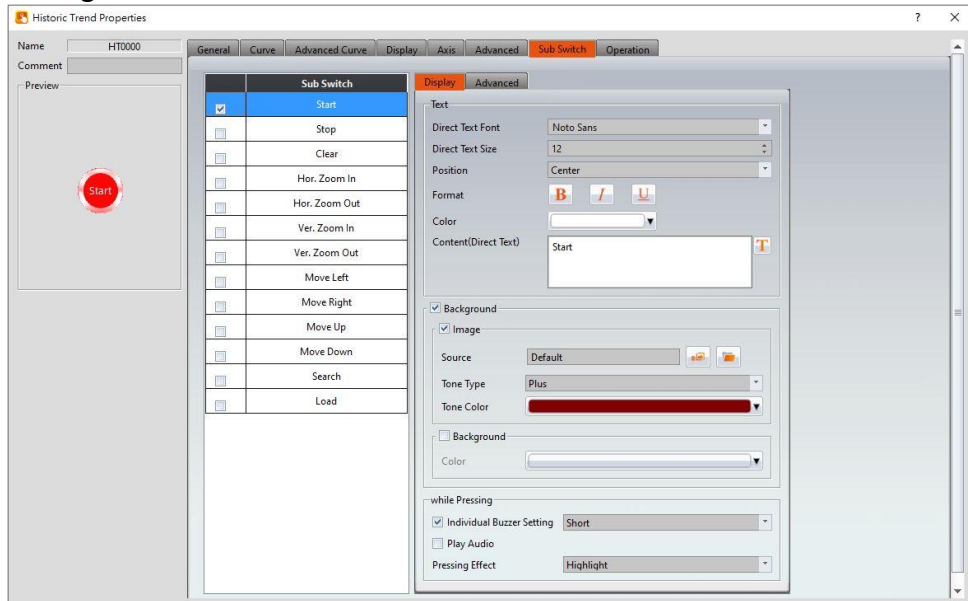 Historic Trend Properties ? ×
Name HT0000
Comment
Preview
Start
General Curve Advanced Curve Display Axis Advanced Sub Switch Operation
Sub Switch
Start
Stop
Clear
Hor. Zoom In
Hor. Zoom Out
Ver. Zoom In
Ver. Zoom Out
Move Left
Move Right
Move Up
Move Down
Search
Load
Display Advanced
Text
Direct Text Font Noto Sans
Direct Text Size 12
Position Center
Format B I U
Color
Content(Direct Text) Start T
Background
Image
Source Default
Tone Type Plus
Tone Color
Background
Color
while Pressing
Individual Buzzer Setting Short
Play Audio
Pressing Effect Highlight